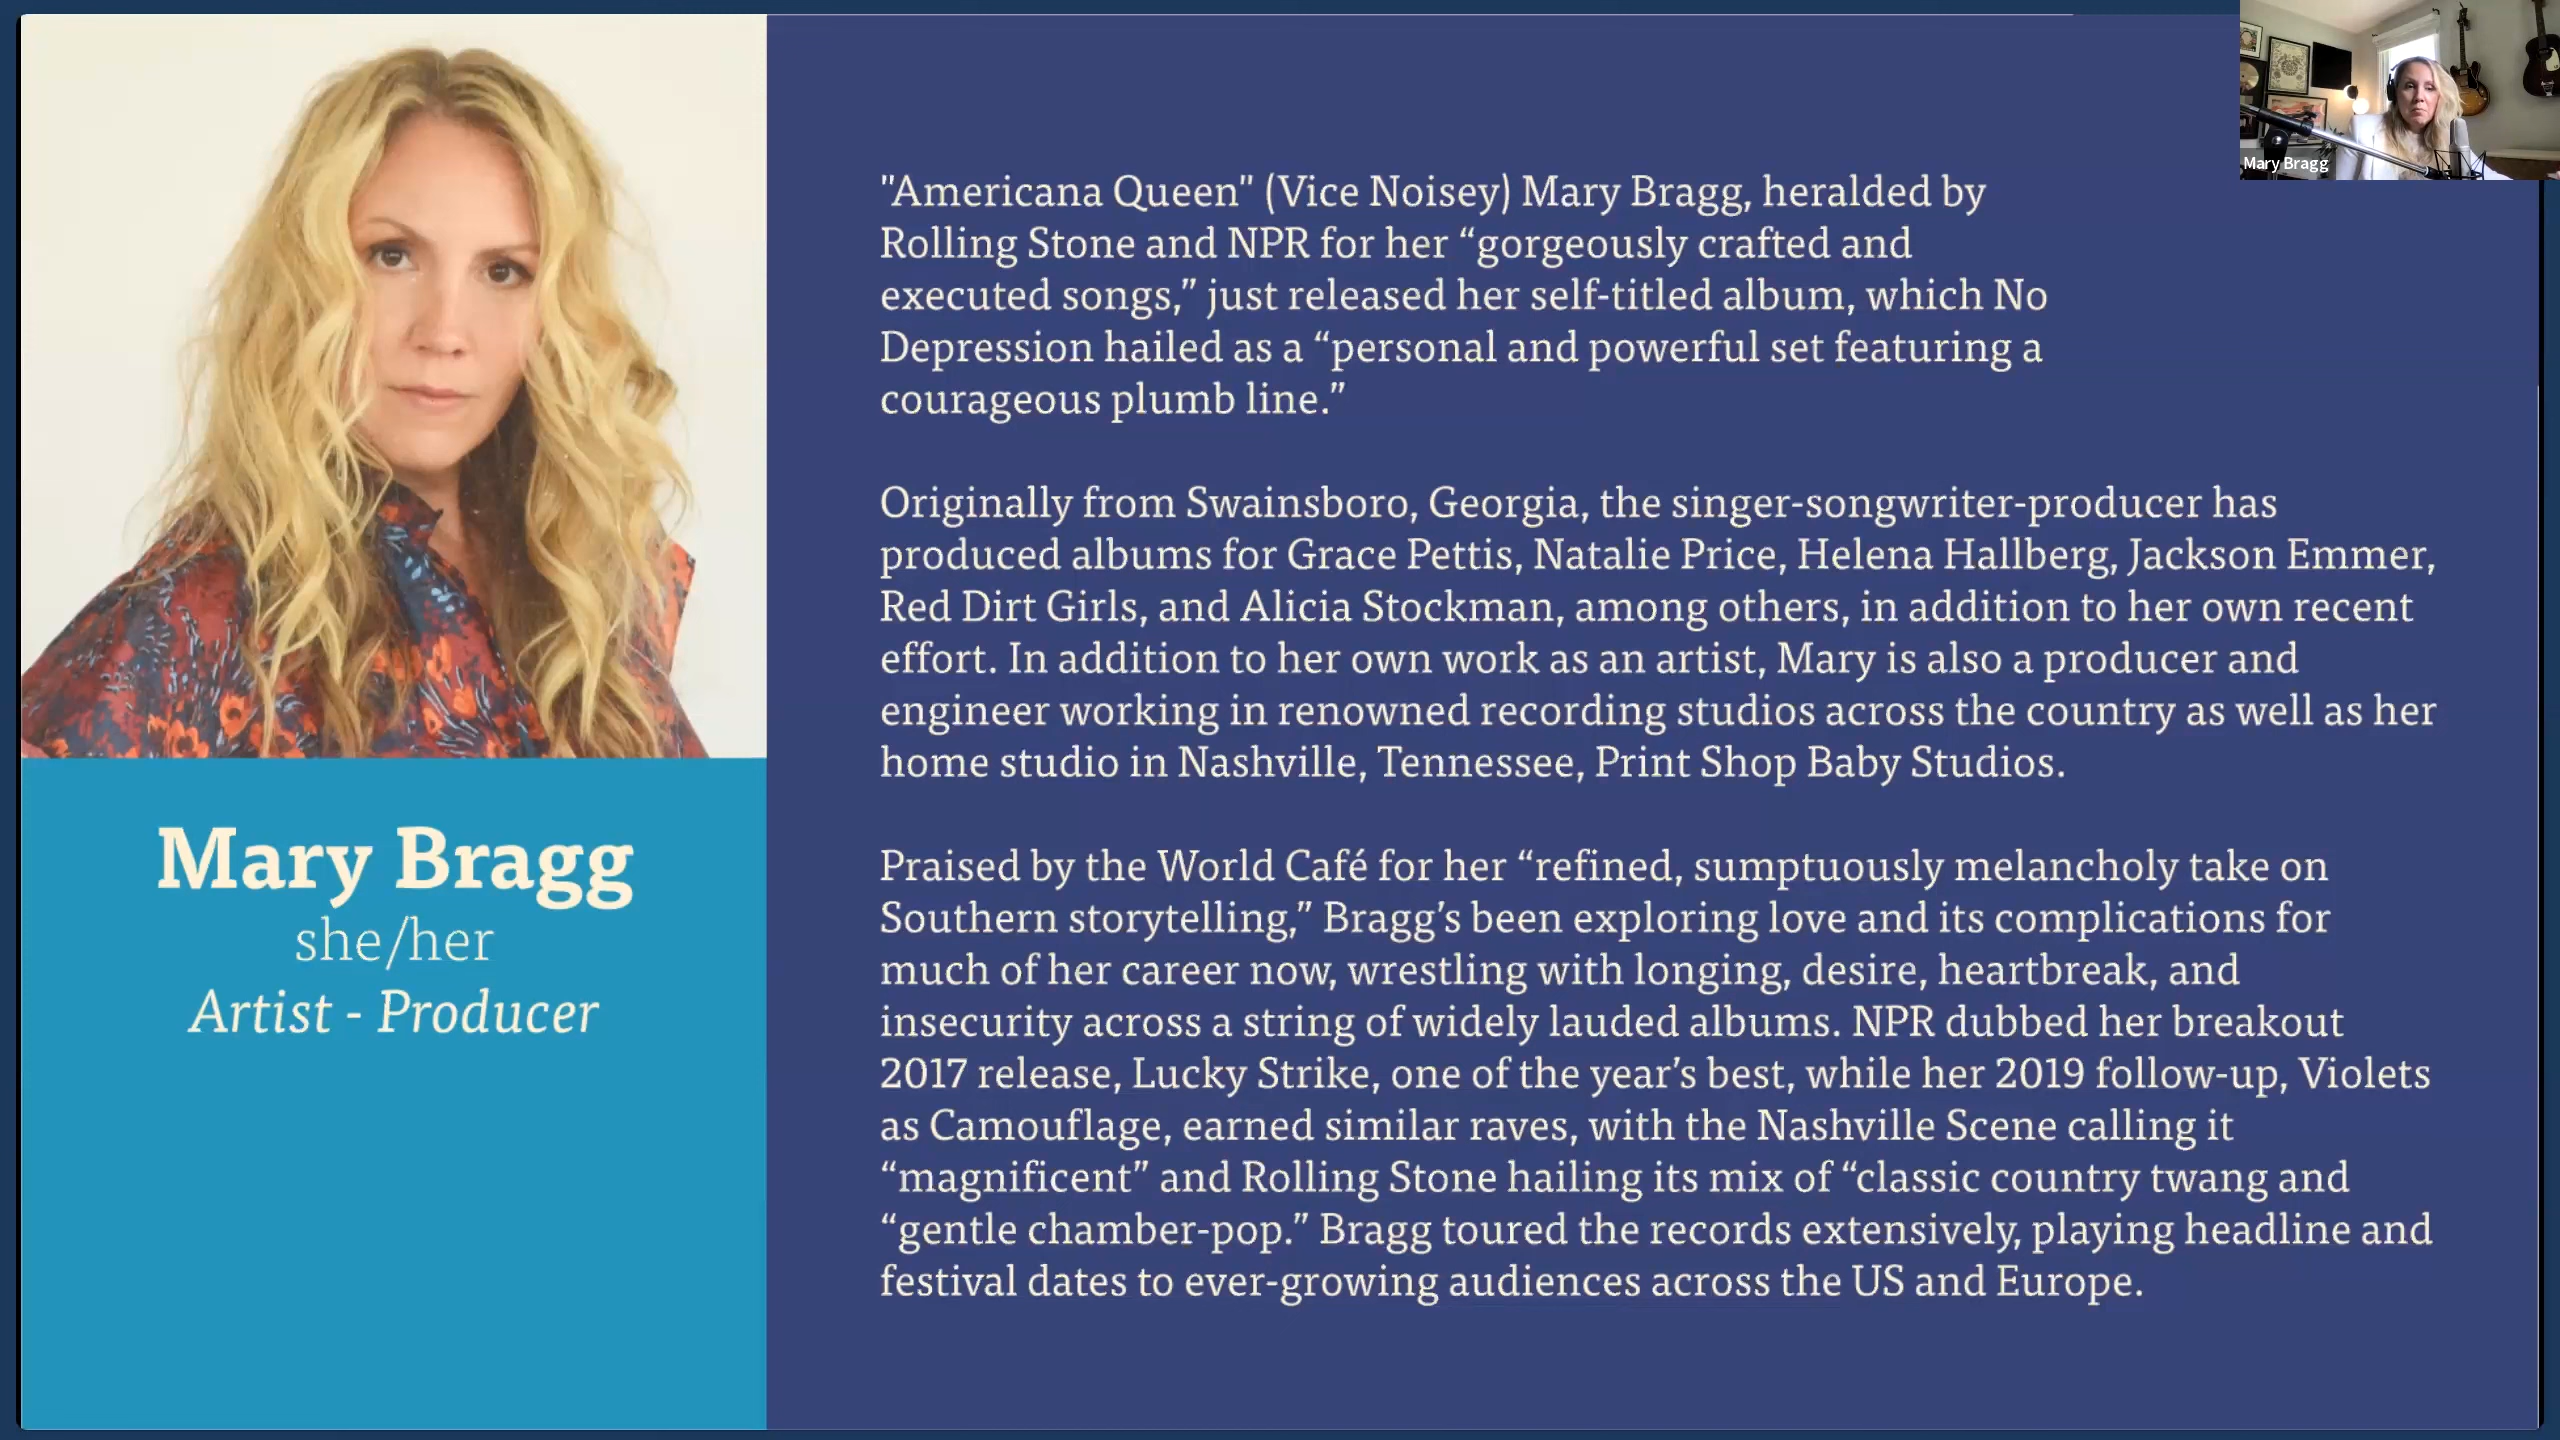 Mary Bragg
"Americana Queen" (Vice Noisey) Mary Bragg, heralded by
Rolling Stone and NPR for her “gorgeously crafted and
executed songs,” just released her self-titled album, which No
Depression hailed as a “personal and powerful set featuring a
courageous plumb line.”
Originally from Swainsboro, Georgia, the singer-songwriter-producer has
produced albums for Grace Pettis, Natalie Price, Helena Hallberg, Jackson Emmer,
Red Dirt Girls, and Alicia Stockman, among others, in addition to her own recent
effort. In addition to her own work as an artist, Mary is also a producer and
engineer working in renowned recording studios across the country as well as her
home studio in Nashville, Tennessee, Print Shop Baby Studios.
Praised by the World Café for her “refined, sumptuously melancholy take on
Southern storytelling,” Bragg’s been exploring love and its complications for
much of her career now, wrestling with longing, desire, heartbreak, and
insecurity across a string of widely lauded albums. NPR dubbed her breakout
2017 release, Lucky Strike, one of the year’s best, while her 2019 follow-up, Violets
as Camouflage, earned similar raves, with the Nashville Scene calling it
“magnificent” and Rolling Stone hailing its mix of “classic country twang and
“gentle chamber-pop.” Bragg toured the records extensively, playing headline and
festival dates to ever-growing audiences across the US and Europe.
Mary Bragg
she/her
Artist - Producer